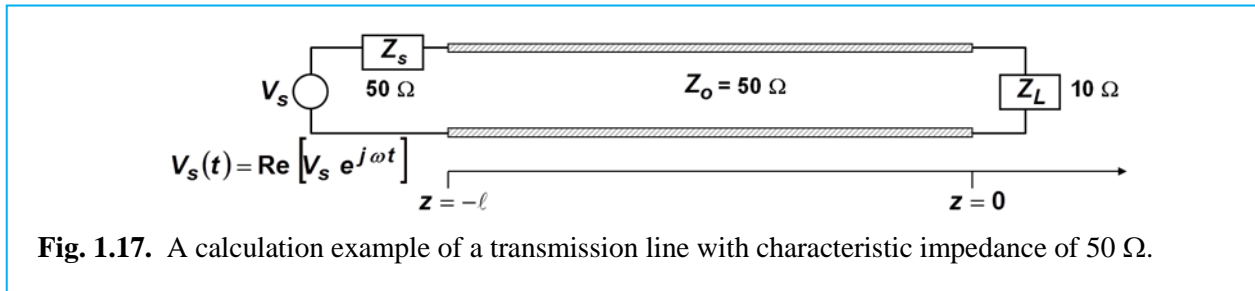 Z_s
V_s 50 Ω Z_o = 50 Ω Z_L 10 Ω
V_s(t) = Re [V_s e^{jωt}]
z = −ℓ z = 0
Fig. 1.17. A calculation example of a transmission line with characteristic impedance of 50 Ω.